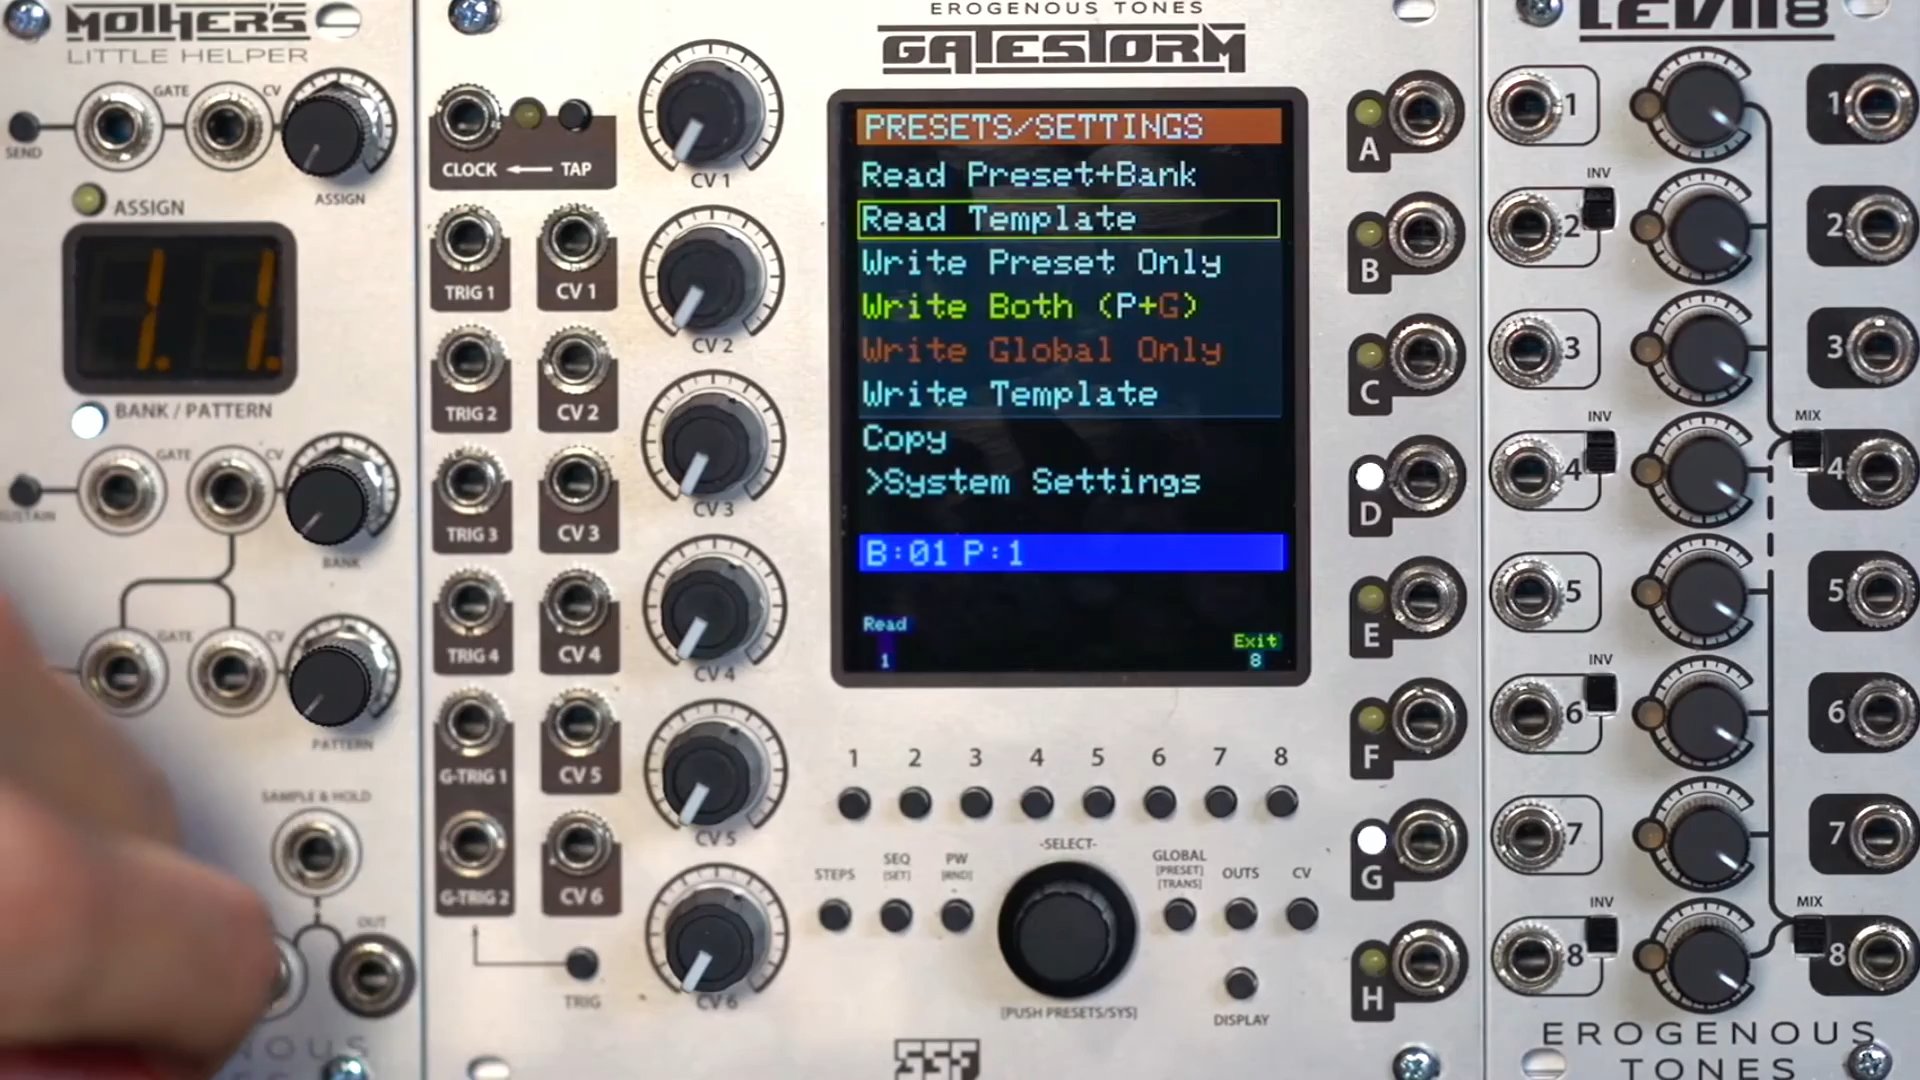 MOTHER'S
LITTLE HELPER
GATE
CV
SEND
ASSIGN
ASSIGN
1.1.
BANK / PATTERN
GATE
CV
BANK
GATE
CV
PATTERN
SAMPLE & HOLD
OUT
CLOCK
TAP
TRIG 1
CV 1
TRIG 2
CV 2
TRIG 3
CV 3
TRIG 4
CV 4
G-TRIG 1
CV 5
G-TRIG 2
CV 6
TRIG
CV 1
CV 2
CV 3
CV 4
CV 5
CV 6
EROGENOUS TONES
GATESTORM
PRESETS/SETTINGS
Read Preset+Bank
Read Template
Write Preset Only
Write Both (P+G)
Write Global Only
Write Template
Copy
>System Settings
B:01 P:1
Read
1
Exit
8
1 2 3 4 5 6 7 8
STEPS
SEQ
[SET]
PW
[RND]
-SELECT-
[PUSH PRESETS/SYS]
GLOBAL
[PRESET]
[TRANS]
OUTS
CV
DISPLAY
SSF
A
B
C
D
E
F
G
H
LEVIT8
1
1
INV
2
2
3
3
INV
MIX
4
4
5
5
INV
6
6
7
7
INV
MIX
8
8
EROGENOUS
TONES